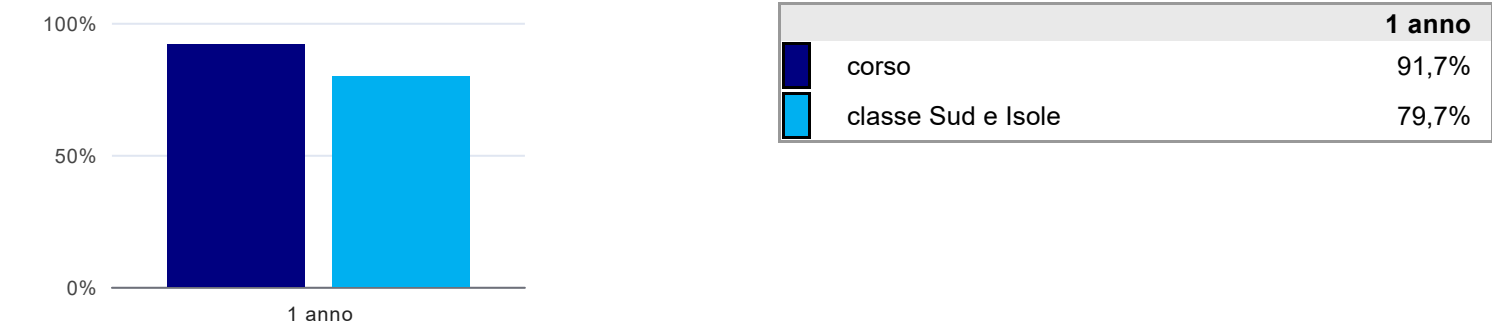 100%
50%
0%
1 anno
1 anno
corso 91,7%
classe Sud e Isole 79,7%